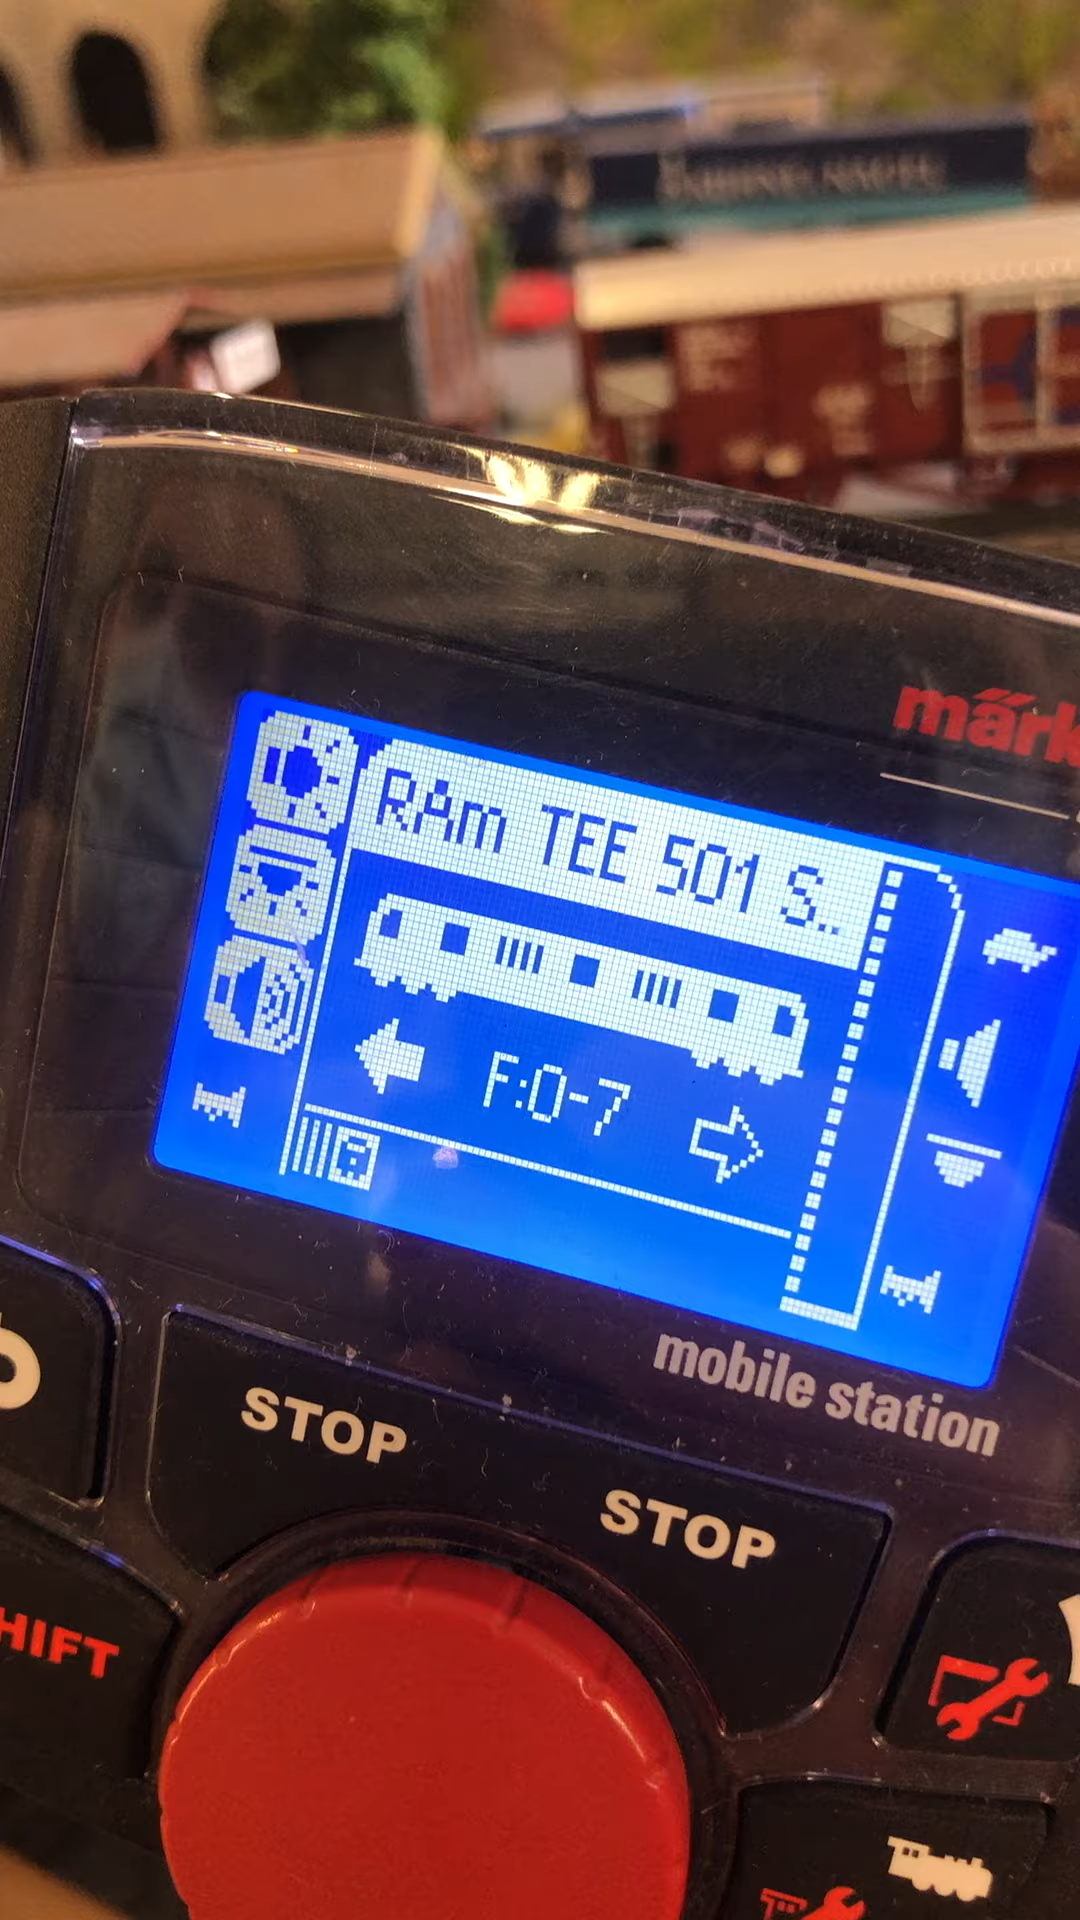 märk
RAm TEE 501 S..
F:0-7
mobile station
STOP
STOP
HIFT